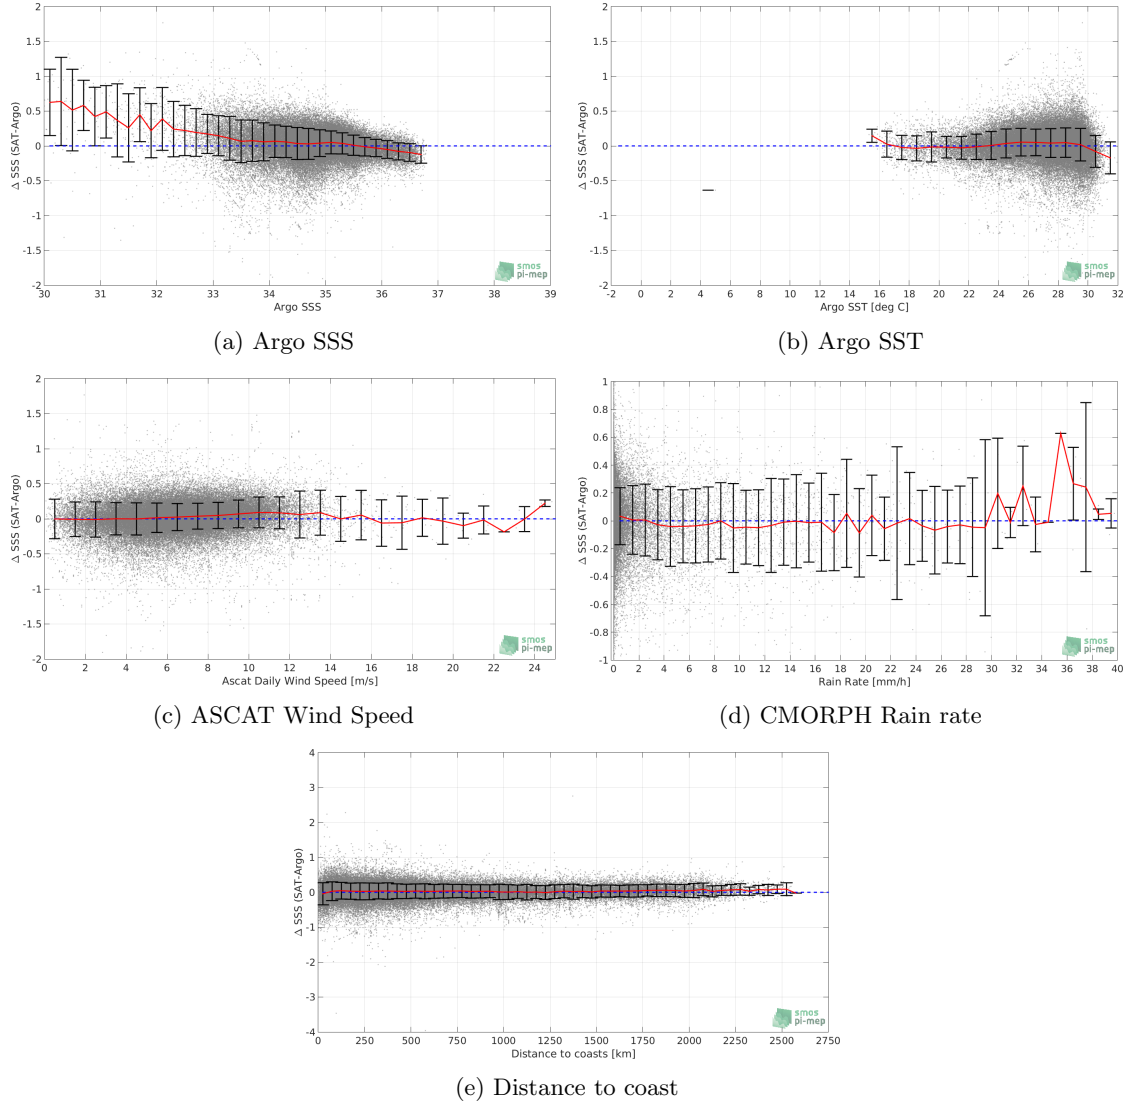 2
1.5
1
0.5
0
-0.5
-1
-1.5
-2
Δ SSS (SAT-Argo)
30 31 32 33 34 35 36 37 38 39
Argo SSS
smos
pi-mep
(a) Argo SSS
2
1.5
1
0.5
0
-0.5
-1
-1.5
-2
Δ SSS (SAT-Argo)
-2 0 2 4 6 8 10 12 14 16 18 20 22 24 26 28 30 32
Argo SST [deg C]
smos
pi-mep
(b) Argo SST
2
1.5
1
0.5
0
-0.5
-1
-1.5
-2
Δ SSS (SAT-Argo)
0 2 4 6 8 10 12 14 16 18 20 22 24
Ascat Daily Wind Speed [m/s]
smos
pi-mep
(c) ASCAT Wind Speed
1
0.8
0.6
0.4
0.2
0
-0.2
-0.4
-0.6
-0.8
-1
Δ SSS (SAT-Argo)
0 2 4 6 8 10 12 14 16 18 20 22 24 26 28 30 32 34 36 38 40
Rain Rate [mm/h]
smos
pi-mep
(d) CMORPH Rain rate
4
3
2
1
0
-1
-2
-3
-4
Δ SSS (SAT-Argo)
0 250 500 750 1000 1250 1500 1750 2000 2250 2500 2750
Distance to coasts [km]
smos
pi-mep
(e) Distance to coast